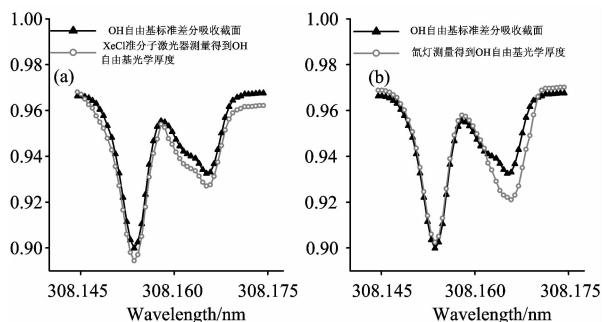 OH自由基标准差分吸收截面
XeCl准分子激光器测量得到OH
自由基光学厚度
(a)
1.00
0.98
0.96
0.94
0.92
0.90
308.145
308.160
308.175
Wavelength/nm
OH自由基标准差分吸收截面
氙灯测量得到OH自由基光学厚度
(b)
1.00
0.98
0.96
0.94
0.92
0.90
308.145
308.160
308.175
Wavelength/nm